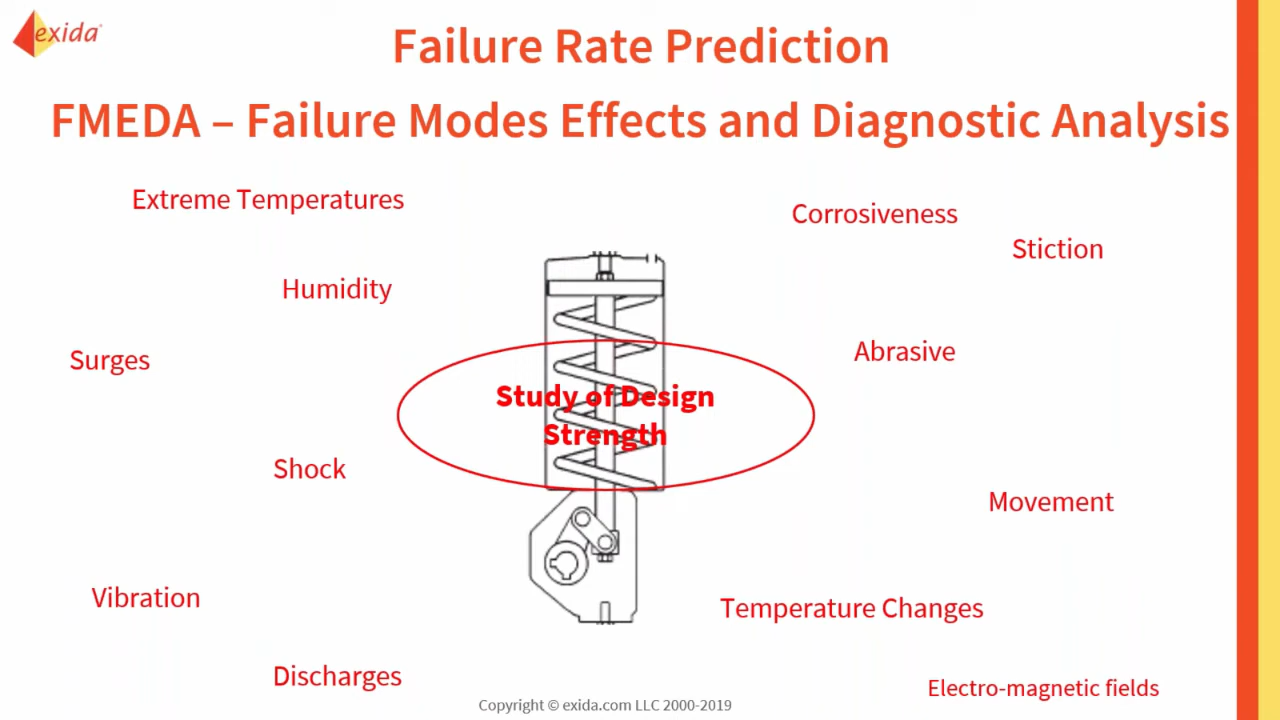 exida
Failure Rate Prediction
FMEDA – Failure Modes Effects and Diagnostic Analysis
Extreme Temperatures
Corrosiveness
Stiction
Humidity
Surges
Abrasive
Study of Design
Strength
Shock
Movement
Vibration
Temperature Changes
Discharges
Electro-magnetic fields
Copyright © exida.com LLC 2000-2019